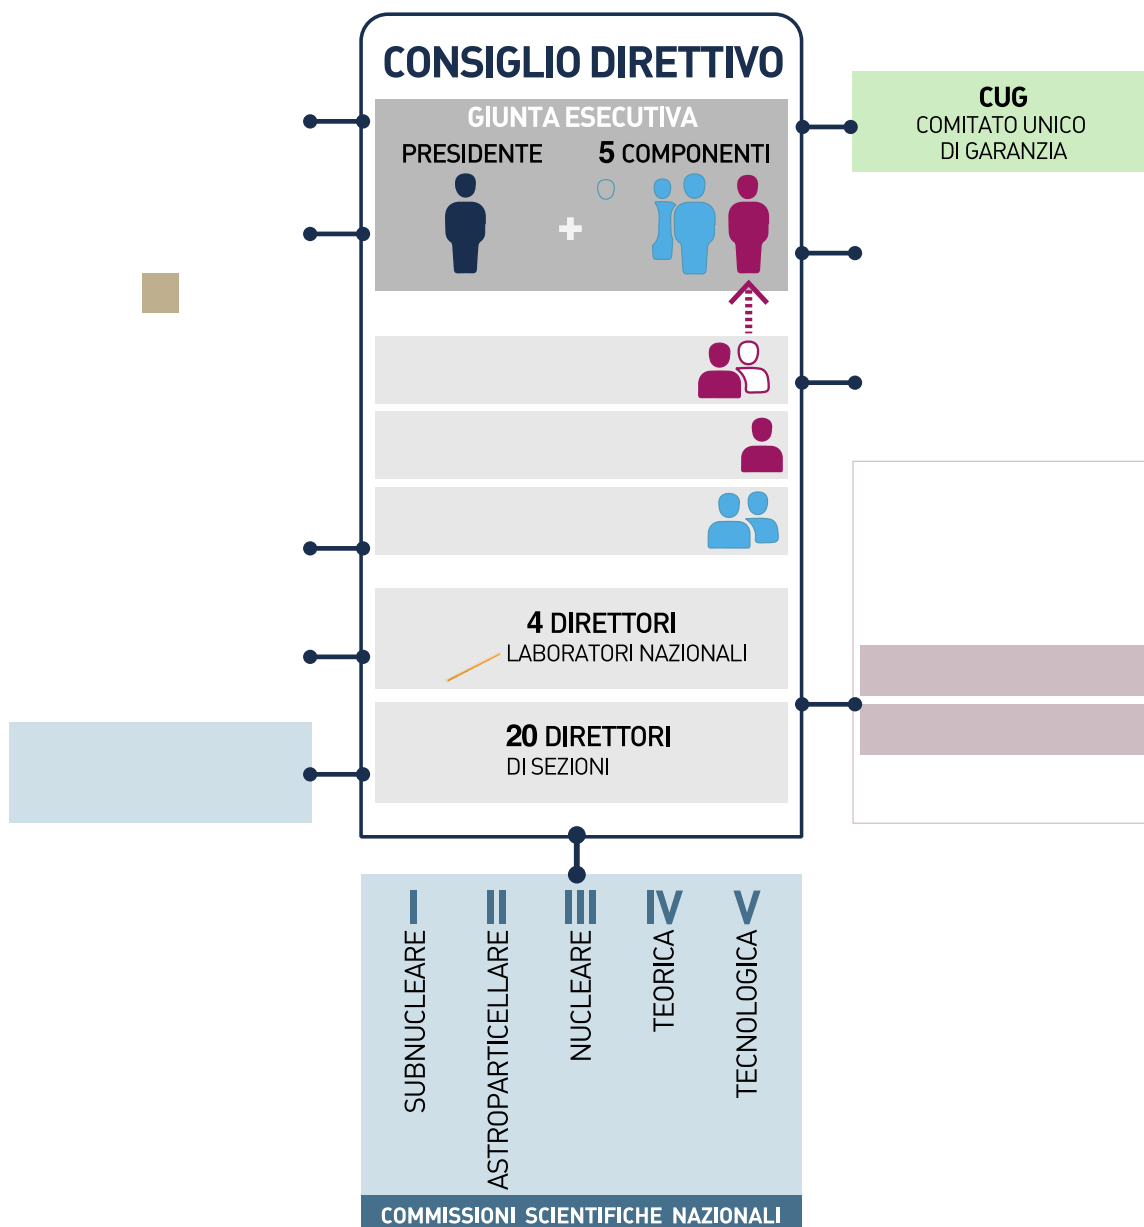 CONSIGLIO DIRETTIVO
GIUNTA ESECUTIVA
PRESIDENTE
5 COMPONENTI
+
CUG
COMITATO UNICO
DI GARANZIA
4 DIRETTORI
LABORATORI NAZIONALI
20 DIRETTORI
DI SEZIONI
I
SUBNUCLEARE
II
ASTROPARTICELLARE
III
NUCLEARE
IV
TEORICA
V
TECNOLOGICA
COMMISSIONI SCIENTIFICHE NAZIONALI